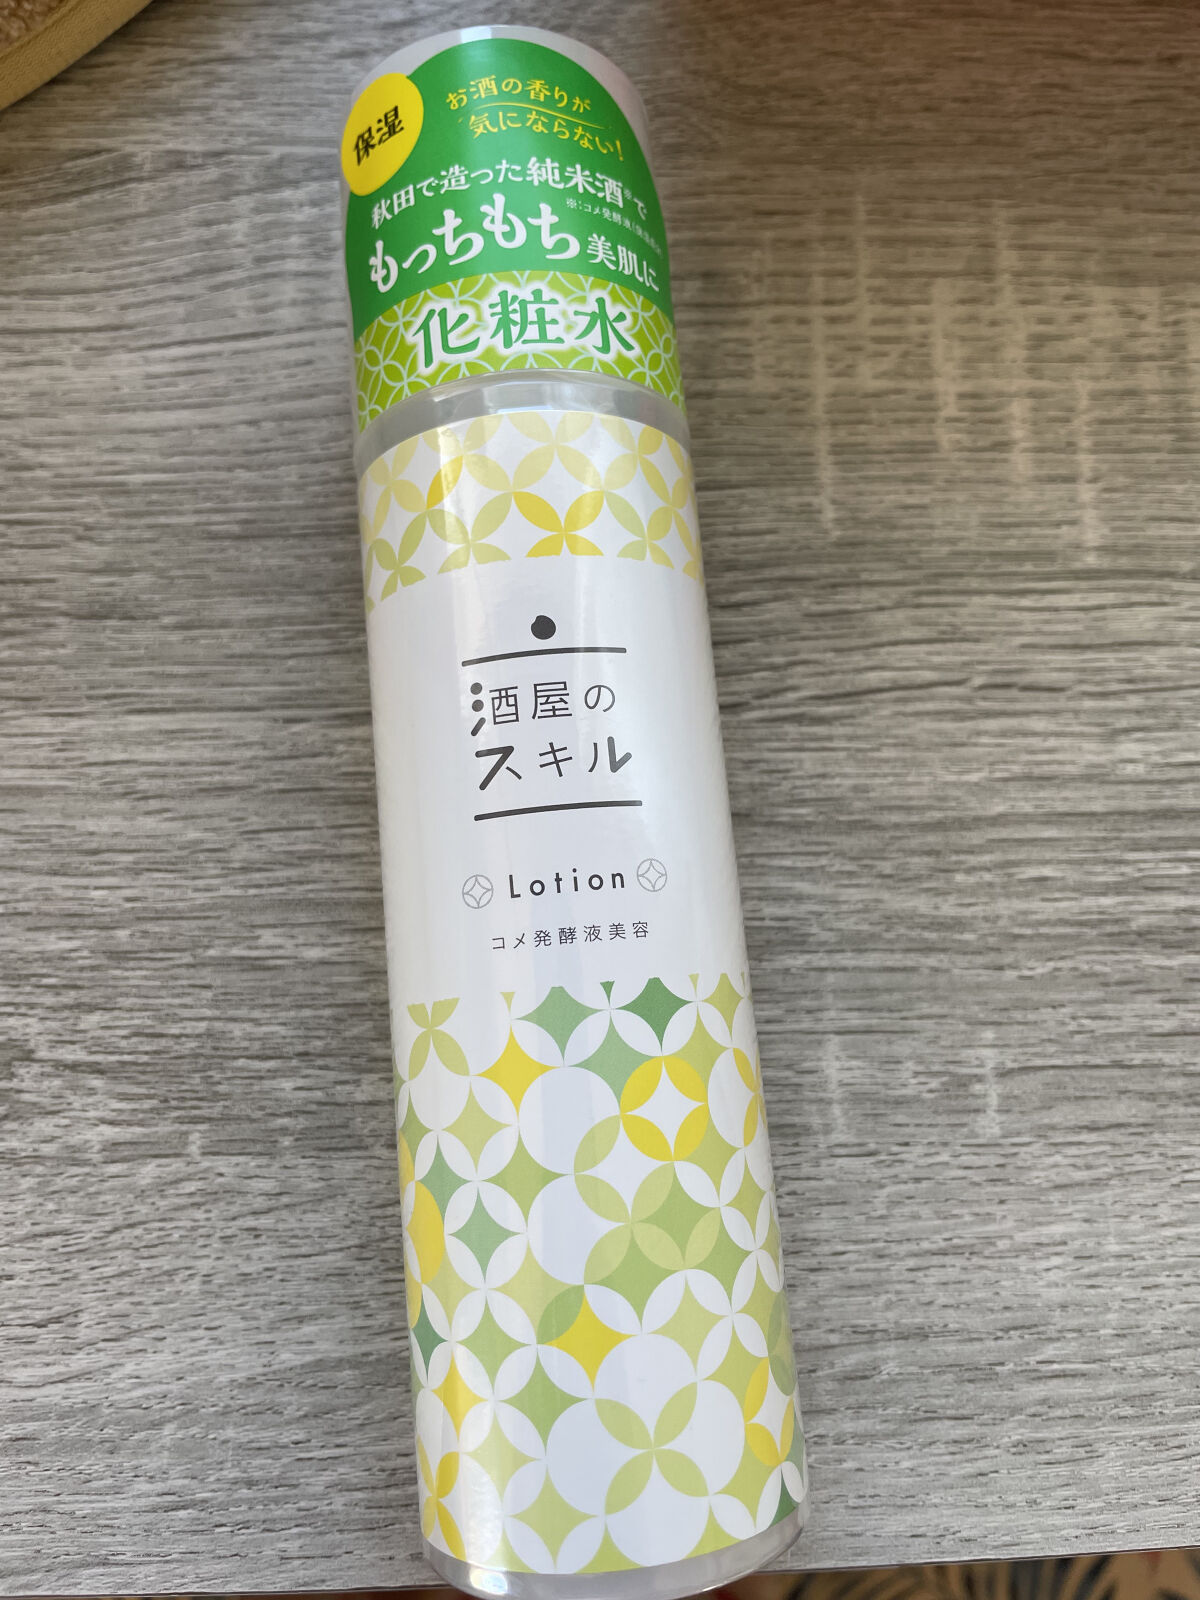 保湿
お酒の香りが
気にならない!
秋田で造った純米酒※で
※:コメ発酵液(保湿成分)
もっちもち美肌に
化粧水
酒屋の
スキル
Lotion
コメ発酵液美容